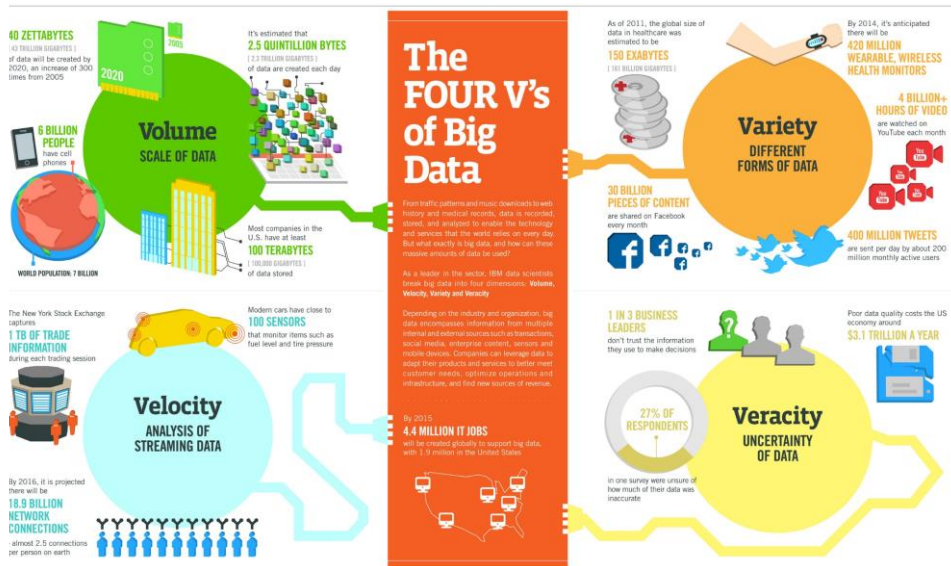 40 ZETTABYTES
[ 43 TRILLION GIGABYTES ]
of data will be created by
2020, an increase of 300
times from 2005
2020
2005
It's estimated that
2.5 QUINTILLION BYTES
[ 2.3 TRILLION GIGABYTES ]
of data are created each day
6 BILLION
PEOPLE
have cell
phones
Volume
SCALE OF DATA
WORLD POPULATION: 7 BILLION
Most companies in the
U.S. have at least
100 TERABYTES
[ 100,000 GIGABYTES ]
of data stored
The New York Stock Exchange
captures
1 TB OF TRADE
INFORMATION
during each trading session
Modern cars have close to
100 SENSORS
that monitor items such as
fuel level and tire pressure
Velocity
ANALYSIS OF
STREAMING DATA
By 2016, it is projected
there will be
18.9 BILLION
NETWORK
CONNECTIONS
almost 2.5 connections
per person on earth
The
FOUR V's
of Big
Data
From traffic patterns and music downloads to web
history and medical records, data is recorded,
stored, and analyzed to enable the technology
and services that the world relies on every day.
But what exactly is big data, and how can these
massive amounts of data be used?
As a leader in the sector, IBM data scientists
break big data into four dimensions: Volume,
Velocity, Variety and Veracity
Depending on the industry and organization, big
data encompasses information from multiple
internal and external sources such as transactions,
social media, enterprise content, sensors and
mobile devices. Companies can leverage data to
adapt their products and services to better meet
customer needs, optimize operations and
infrastructure, and find new sources of revenue.
By 2015
4.4 MILLION IT JOBS
will be created globally to support big data,
with 1.9 million in the United States
As of 2011, the global size of
data in healthcare was
estimated to be
150 EXABYTES
[ 161 BILLION GIGABYTES ]
By 2014, it's anticipated
there will be
420 MILLION
WEARABLE, WIRELESS
HEALTH MONITORS
4 BILLION+
HOURS OF VIDEO
are watched on
YouTube each month
You Tube
You Tube
You Tube
You Tube
You Tube
Variety
DIFFERENT
FORMS OF DATA
30 BILLION
PIECES OF CONTENT
are shared on Facebook
every month
400 MILLION TWEETS
are sent per day by about 200
million monthly active users
1 IN 3 BUSINESS
LEADERS
don't trust the information
they use to make decisions
?
Poor data quality costs the US
economy around
$3.1 TRILLION A YEAR
27% OF
RESPONDENTS
in one survey were unsure of
how much of their data was
inaccurate
Veracity
UNCERTAINTY
OF DATA